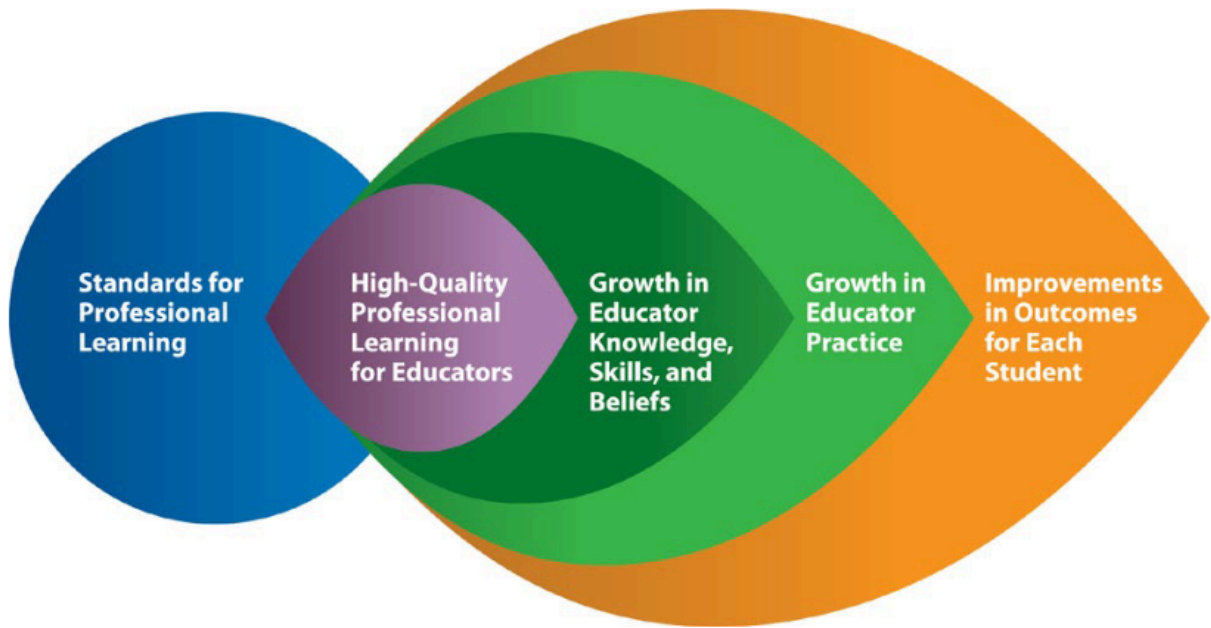 Standards for
Professional
Learning
High-Quality
Professional
Learning
for Educators
Growth in
Educator
Knowledge,
Skills, and
Beliefs
Growth in
Educator
Practice
Improvements
in Outcomes
for Each
Student